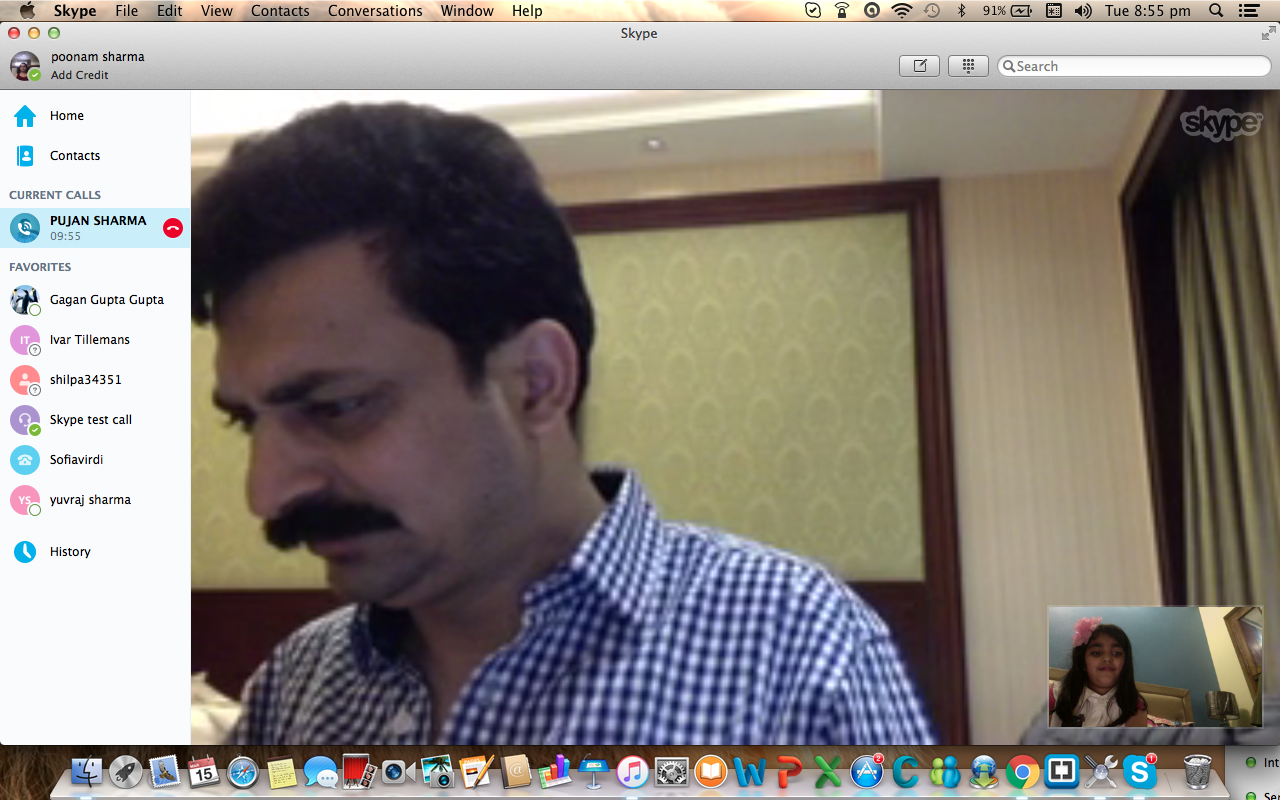 Skype File Edit View Contacts Conversations Window Help 91% Tue 8:55 pm
Skype
poonam sharma
Add Credit
Search
Home
Contacts
CURRENT CALLS
PUJAN SHARMA
09:55
FAVORITES
Gagan Gupta Gupta
IT Ivar Tillemans
shilpa34351
Skype test call
Sofiavirdi
YS yuvraj sharma
History
skype
15
2
1
Int
Ser